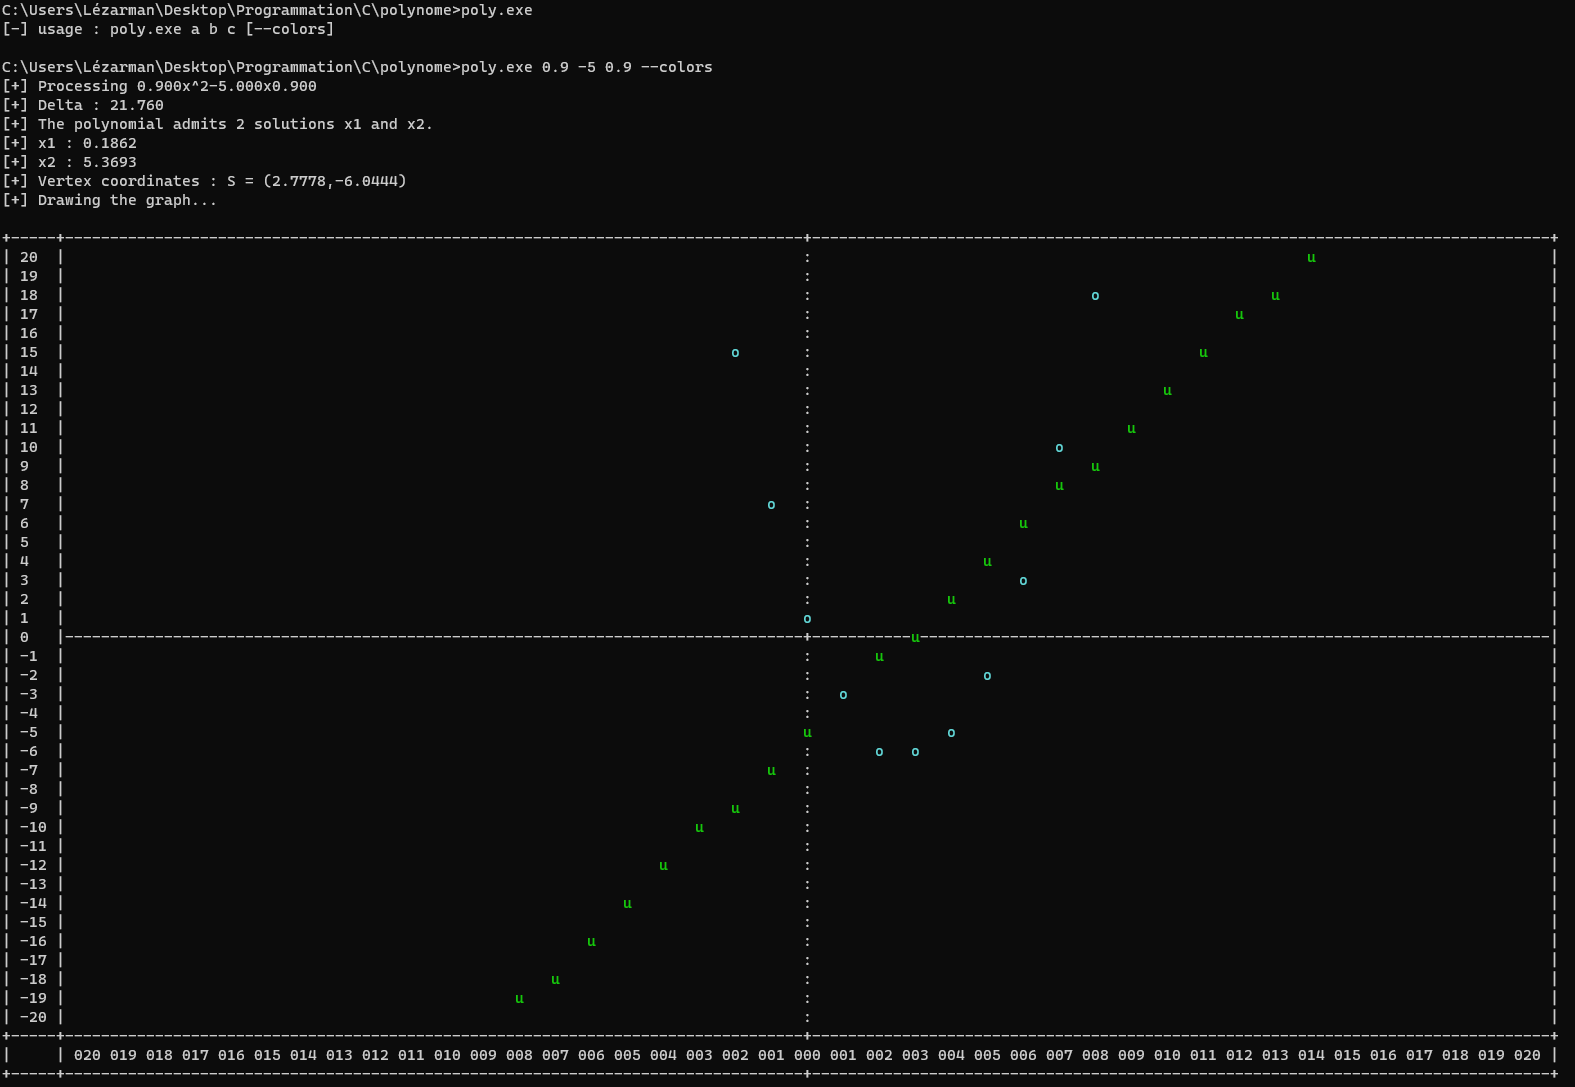 C:\Users\Lézarman\Desktop\Programmation\C\polynome>poly.exe
[-] usage : poly.exe a b c [--colors]
C:\Users\Lézarman\Desktop\Programmation\C\polynome>poly.exe 0.9 -5 0.9 --colors
[+] Processing 0.900x^2-5.000x0.900
[+] Delta : 21.760
[+] The polynomial admits 2 solutions x1 and x2.
[+] x1 : 0.1862
[+] x2 : 5.3693
[+] Vertex coordinates : S = (2.7778,-6.0444)
[+] Drawing the graph...
| 20 | : u |
| 19 | : |
| 18 | : o u |
| 17 | : u |
| 16 | : |
| 15 | o : u |
| 14 | : |
| 13 | : u |
| 12 | : |
| 11 | : u |
| 10 | : o |
| 9 | : u |
| 8 | : u |
| 7 | o : |
| 6 | : u |
| 5 | : |
| 4 | : u |
| 3 | : o |
| 2 | : u |
| 1 | o |
| 0 | u |
| -1 | : u |
| -2 | : o |
| -3 | : o |
| -4 | : |
| -5 | u o |
| -6 | : o o |
| -7 | u : |
| -8 | : |
| -9 | u : |
| -10 | u : |
| -11 | : |
| -12 | u : |
| -13 | : |
| -14 | u : |
| -15 | : |
| -16 | u : |
| -17 | : |
| -18 | u : |
| -19 | u : |
| -20 | : |
| | 020 019 018 017 016 015 014 013 012 011 010 009 008 007 006 005 004 003 002 001 000 001 002 003 004 005 006 007 008 009 010 011 012 013 014 015 016 017 018 019 020 |